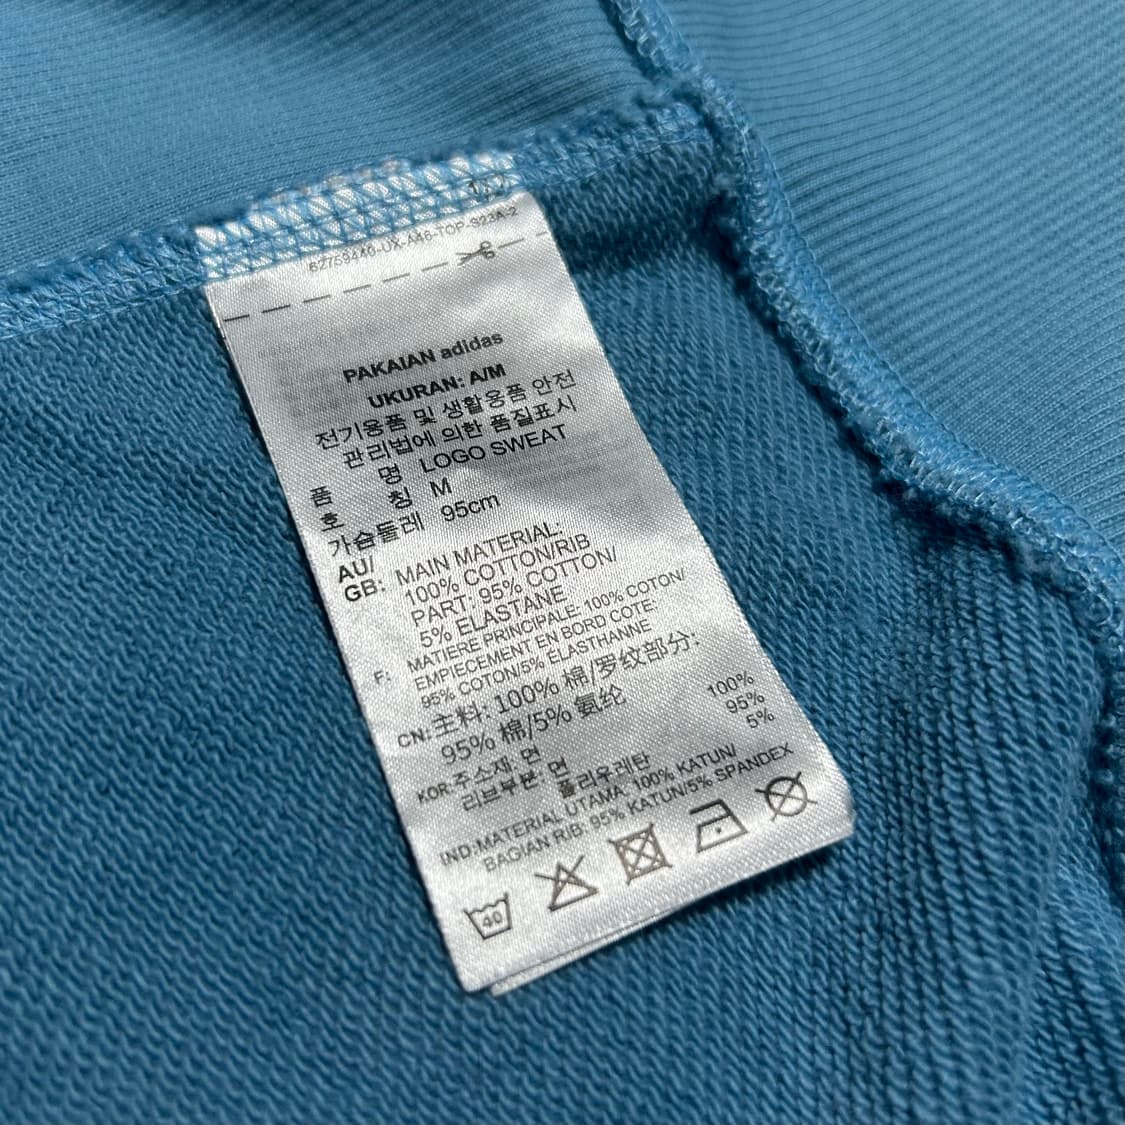 62769440-UX-A46-TOP-S23A-2
PAKAIAN adidas
UKURAN: A/M
전기용품 및 생활용품 안전
관리법에 의한 품질표시
품 명 LOGO SWEAT
호 칭 M
가슴둘레 95cm
AU/
GB: MAIN MATERIAL:
100% COTTON/RIB
PART: 95% COTTON/
5% ELASTANE
F: MATIERE PRINCIPALE: 100% COTON/
EMPIECEMENT EN BORD COTE:
95% COTON/5% ELASTHANNE
CN: 主料: 100% 棉/罗纹部分:
95% 棉/5% 氨纶
KOR: 주소재: 면 100%
리브부분: 면 95%
폴리우레탄 5%
IND: MATERIAL UTAMA: 100% KATUN/
BAGIAN RIB: 95% KATUN/5% SPANDEX
40